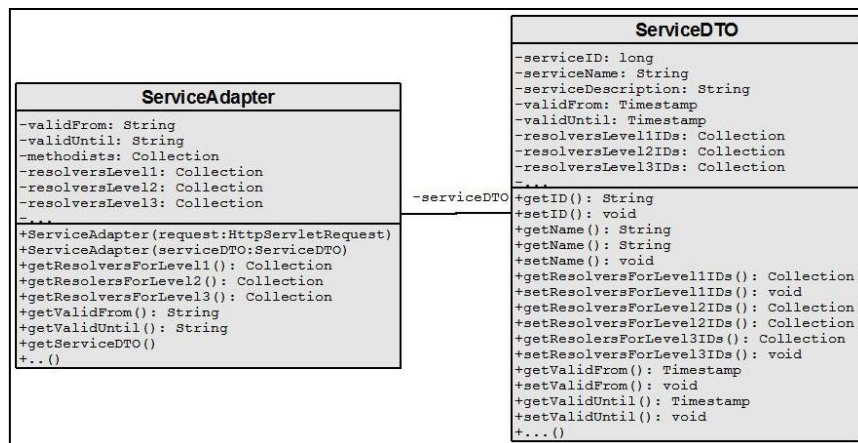 ServiceAdapter
-validFrom: String
-validUntil: String
-methodists: Collection
-resolversLevel1: Collection
-resolversLevel2: Collection
-resolversLevel3: Collection
-...
+ServiceAdapter(request:HttpServletRequest)
+ServiceAdapter(serviceDTO:ServiceDTO)
+getResolversForLevel1(): Collection
+getResolersForLevel2(): Collection
+getResolversForLevel3(): Collection
+getValidFrom(): String
+getValidUntil(): String
+getServiceDTO()
+..()
-serviceDTO
ServiceDTO
-serviceID: long
-serviceName: String
-serviceDescription: String
-validFrom: Timestamp
-validUntil: Timestamp
-resolversLevel1IDs: Collection
-resolversLevel2IDs: Collection
-resolversLevel3IDs: Collection
-...
+getID(): String
+setID(): void
+getName(): String
+getName(): String
+setName(): void
+getResolversForLevel1IDs(): Collection
+setResolversForLevel1IDs(): void
+getResolversForLevel2IDs(): Collection
+setResolversForLevel2IDs(): Collection
+getResolersForLevel3IDs(): Collection
+setResolversForLevel3IDs(): void
+getValidFrom(): Timestamp
+setValidFrom(): void
+getValidUntil(): Timestamp
+setValidUntil(): void
+...()